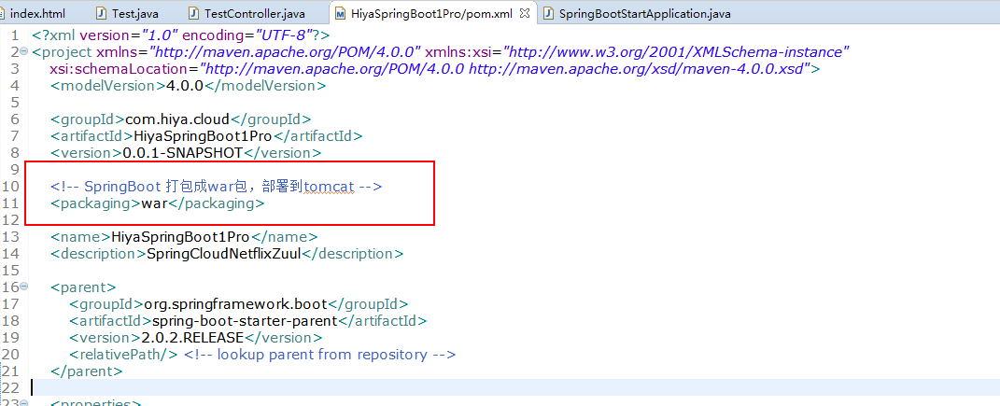 index.html Test.java TestController.java HiyaSpringBoot1Pro/pom.xml SpringBootStartApplication.java
1 <?xml version="1.0" encoding="UTF-8"?>
2 <project xmlns="http://maven.apache.org/POM/4.0.0" xmlns:xsi="http://www.w3.org/2001/XMLSchema-instance"
3 xsi:schemaLocation="http://maven.apache.org/POM/4.0.0 http://maven.apache.org/xsd/maven-4.0.0.xsd">
4 <modelVersion>4.0.0</modelVersion>
5
6 <groupId>com.hiya.cloud</groupId>
7 <artifactId>HiyaSpringBoot1Pro</artifactId>
8 <version>0.0.1-SNAPSHOT</version>
9
10 <!-- SpringBoot 打包成war包，部署到tomcat -->
11 <packaging>war</packaging>
12
13 <name>HiyaSpringBoot1Pro</name>
14 <description>SpringCloudNetflixZuul</description>
15
16 <parent>
17 <groupId>org.springframework.boot</groupId>
18 <artifactId>spring-boot-starter-parent</artifactId>
19 <version>2.0.2.RELEASE</version>
20 <relativePath/> <!-- lookup parent from repository -->
21 </parent>
22
23 <properties>